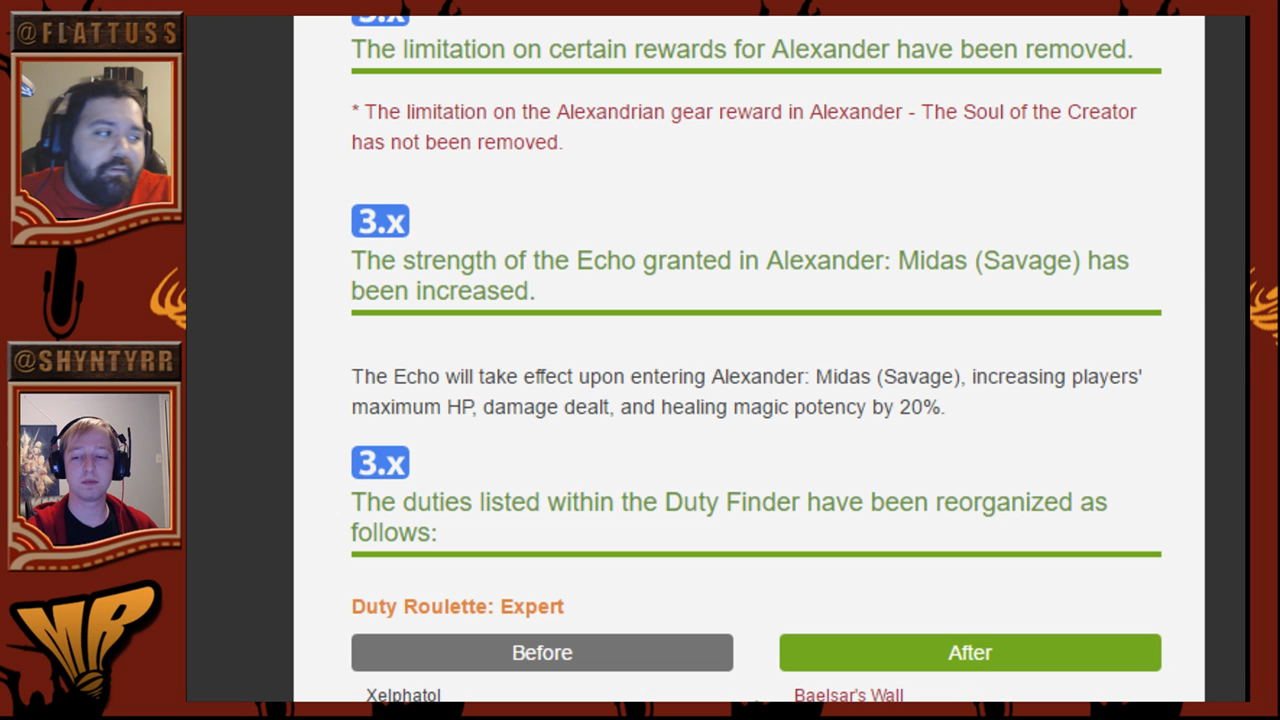 @FLATTUSS
3.x
The limitation on certain rewards for Alexander have been removed.
* The limitation on the Alexandrian gear reward in Alexander - The Soul of the Creator
has not been removed.
3.x
The strength of the Echo granted in Alexander: Midas (Savage) has
been increased.
The Echo will take effect upon entering Alexander: Midas (Savage), increasing players'
maximum HP, damage dealt, and healing magic potency by 20%.
3.x
The duties listed within the Duty Finder have been reorganized as
follows:
Duty Roulette: Expert
Before
After
Xelphatol
Baelsar's Wall
@SHYNTYRR
MR